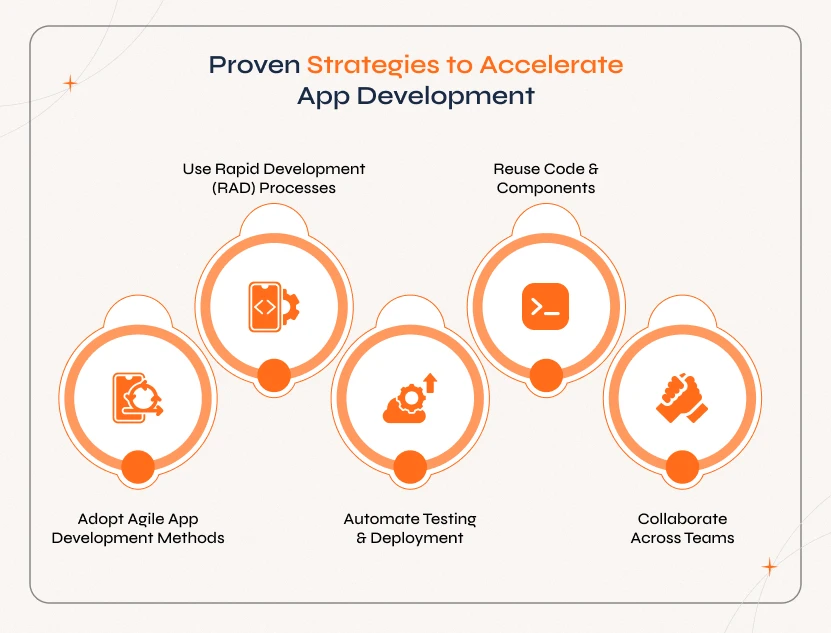 Proven Strategies to Accelerate
App Development
Use Rapid Development
(RAD) Processes
Reuse Code &
Components
Adopt Agile App
Development Methods
Automate Testing
& Deployment
Collaborate
Across Teams